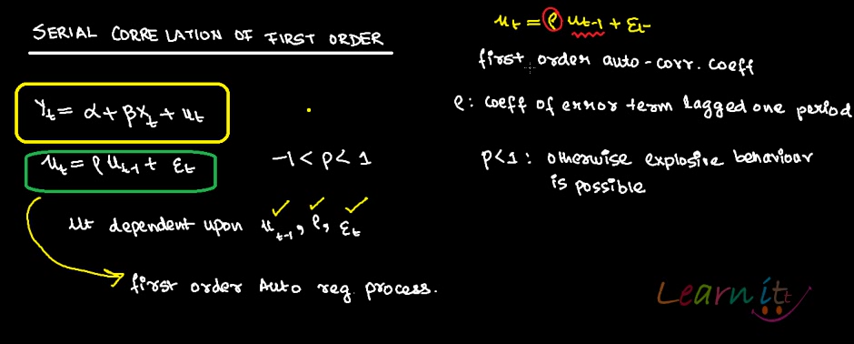 SERIAL CORRELATION OF FIRST ORDER
Yt = α + βXt + ut
ut = ρ ut-1 + εt
-1 < ρ < 1
ut dependent upon ut-1, ρ, εt
first order Auto reg. process.
ut = ρ ut-1 + εt
first order auto-corr. coeff
ρ: coeff of error term lagged one period
ρ<1: otherwise explosive behaviour
is possible
Learnitt